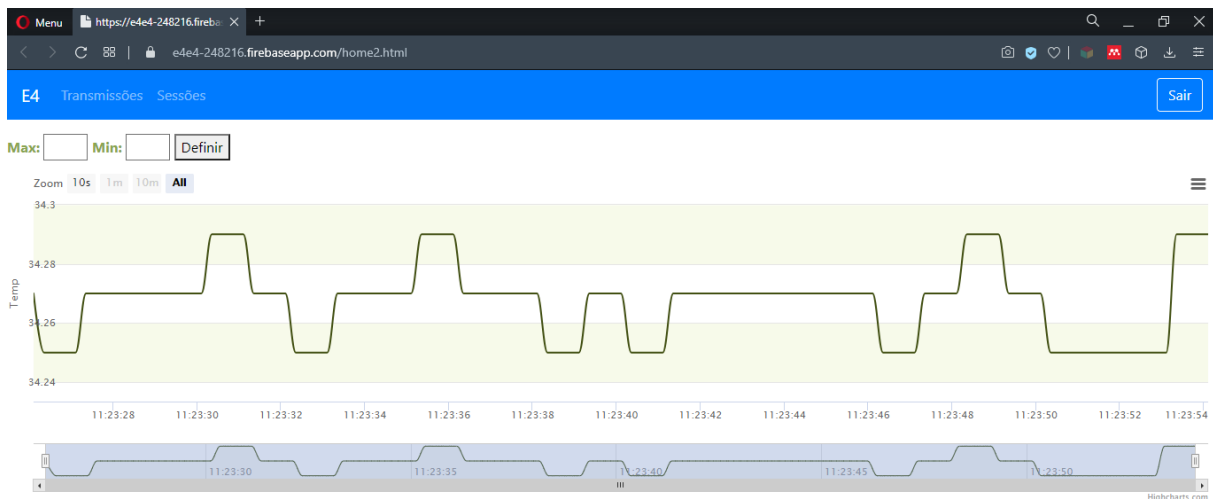 Menu https://e4e4-248216.fireba
e4e4-248216.firebaseapp.com/home2.html
E4 Transmissões Sessões Sair
Max: Min: Definir
Zoom 10s 1m 10m All
34.3
34.28
Temp
34.26
34.24
11:23:28 11:23:30 11:23:32 11:23:34 11:23:36 11:23:38 11:23:40 11:23:42 11:23:44 11:23:46 11:23:48 11:23:50 11:23:52 11:23:54
11:23:30 11:23:35 11:23:40 11:23:45 11:23:50
Highcharts.com